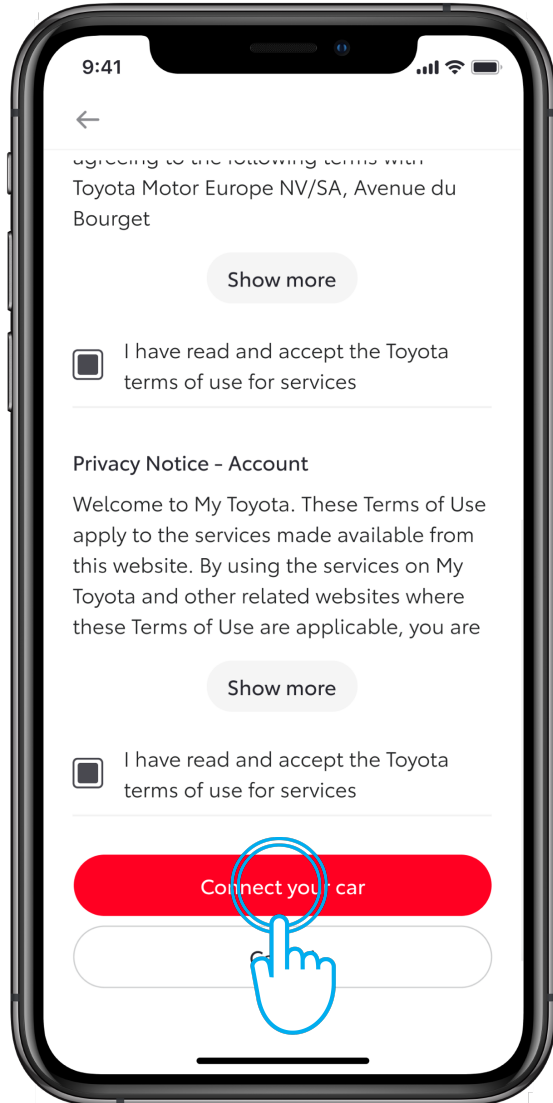 9:41
agreeing to the following terms with
Toyota Motor Europe NV/SA, Avenue du
Bourget
Show more
I have read and accept the Toyota
terms of use for services
Privacy Notice - Account
Welcome to My Toyota. These Terms of Use
apply to the services made available from
this website. By using the services on My
Toyota and other related websites where
these Terms of Use are applicable, you are
Show more
I have read and accept the Toyota
terms of use for services
Connect your car